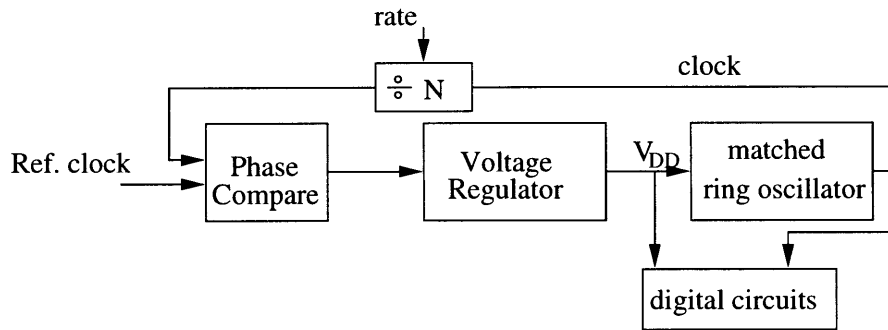 rate
clock
÷ N
Ref. clock
Phase
Compare
Voltage
Regulator
V_DD
matched
ring oscillator
digital circuits